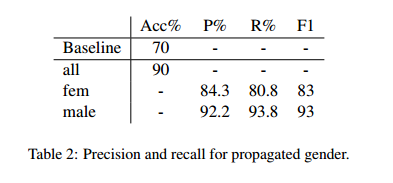 Acc% P% R% F1
Baseline 70 - - -
all 90 - - -
fem - 84.3 80.8 83
male - 92.2 93.8 93
Table 2: Precision and recall for propagated gender.